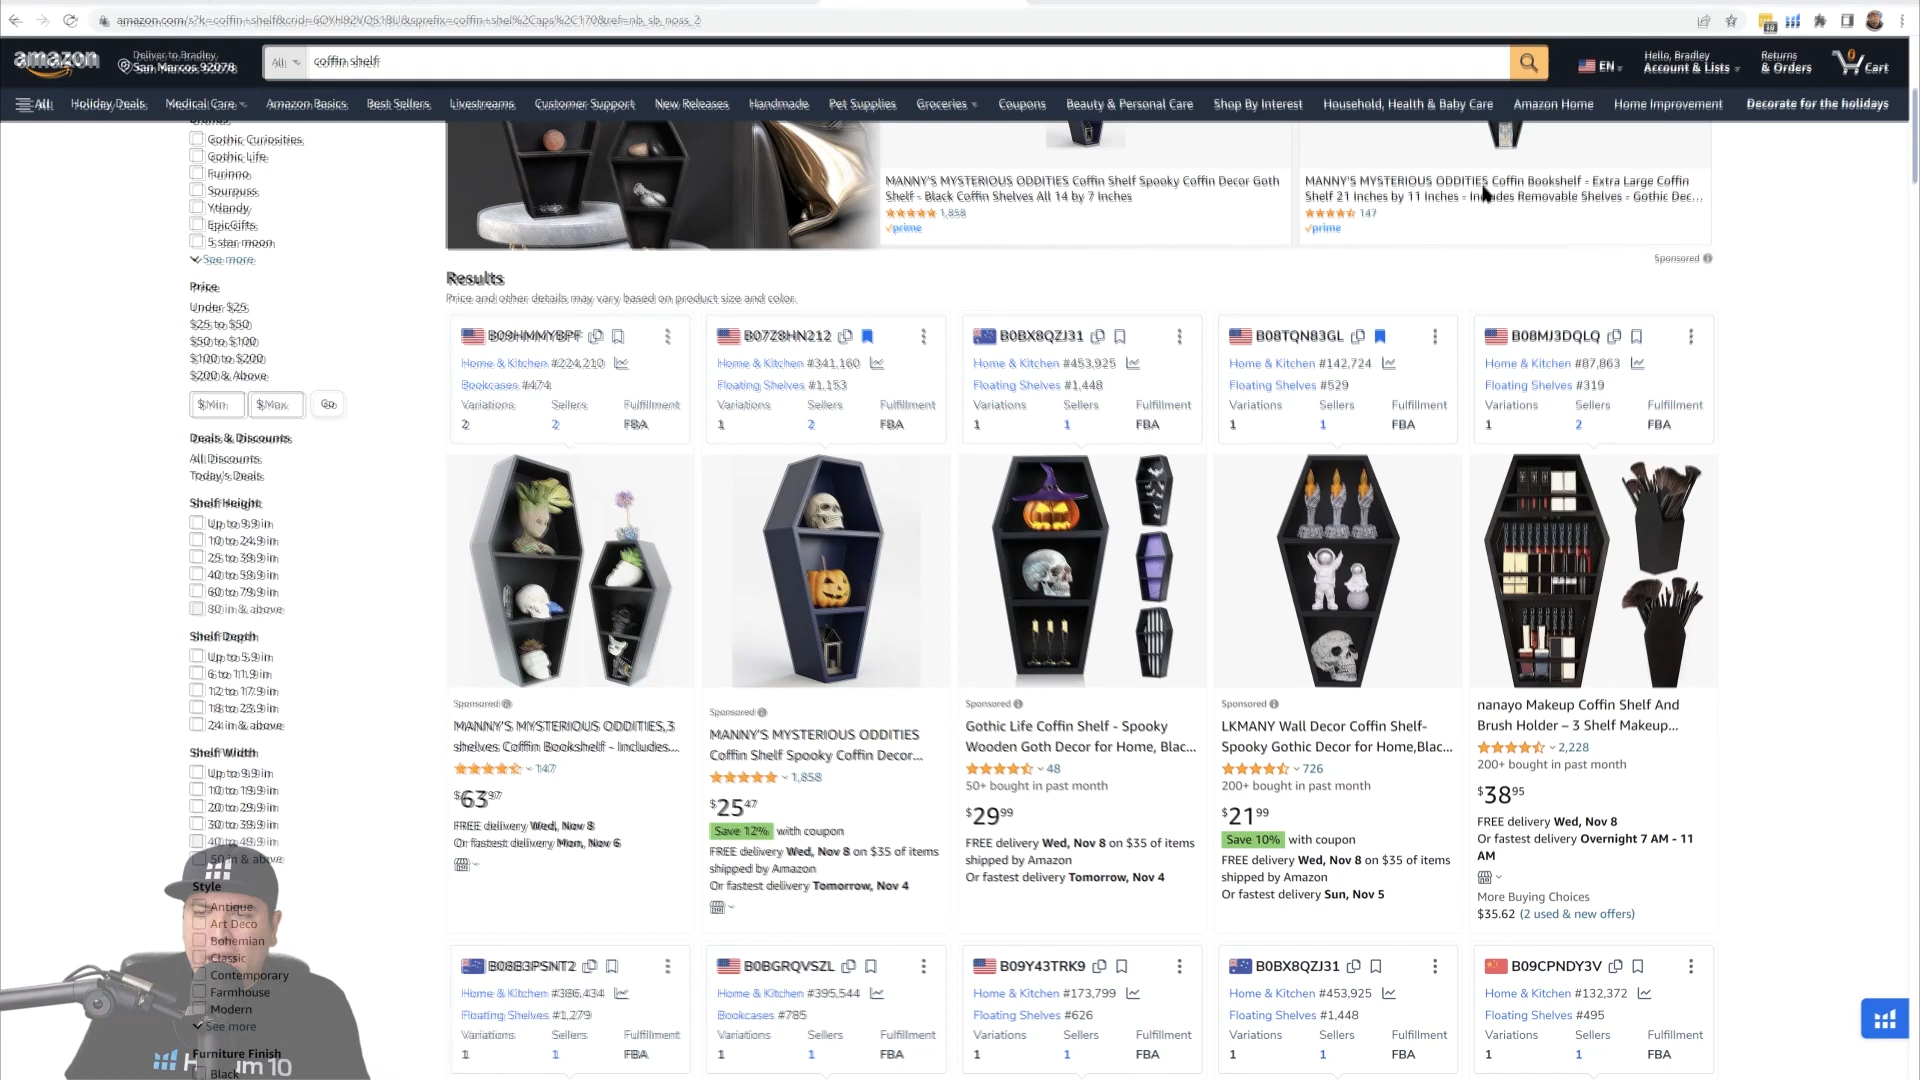 amazon.com/s?k=coffin+shelf&crid=6OYH92VQS1BU&sprefix=coffin+shel%2Caps%2C170&ref=nb_sb_noss_2
amazon
Deliver to Bradley
San Marcos 92078
All
coffin shelf
EN
Hello, Bradley
Account & Lists
Returns
& Orders
0
Cart
All
Holiday Deals
Medical Care
Amazon Basics
Best Sellers
Livestreams
Customer Support
New Releases
Handmade
Pet Supplies
Groceries
Coupons
Beauty & Personal Care
Shop By Interest
Household, Health & Baby Care
Amazon Home
Home Improvement
Decorate for the holidays
Brands
Gothic Curiosities
Gothic Life
Furinno
Sourpuss
Ytlandy
EpicGifts
5 star moon
See more
Price
Under $25
$25 to $50
$50 to $100
$100 to $200
$200 & Above
$ Min
$ Max
Go
Deals & Discounts
All Discounts
Today's Deals
Shelf Height
Up to 9.9 in
10 to 24.9 in
25 to 39.9 in
40 to 59.9 in
60 to 79.9 in
80 in & above
Shelf Depth
Up to 5.9 in
6 to 11.9 in
12 to 17.9 in
18 to 23.9 in
24 in & above
Shelf Width
Up to 9.9 in
10 to 19.9 in
20 to 29.9 in
30 to 39.9 in
40 to 49.9 in
50 in & above
Style
Antique
Art Deco
Bohemian
Classic
Contemporary
Farmhouse
Modern
See more
Furniture Finish
Black
H
m 10
MANNY'S MYSTERIOUS ODDITIES Coffin Shelf Spooky Coffin Decor Goth
Shelf - Black Coffin Shelves All 14 by 7 Inches
1,858
prime
MANNY'S MYSTERIOUS ODDITIES Coffin Bookshelf - Extra Large Coffin
Shelf 21 Inches by 11 Inches - Includes Removable Shelves - Gothic Dec...
147
prime
Sponsored
Results
Price and other details may vary based on product size and color.
B09HMMYBPF
Home & Kitchen #224,210
Bookcases #474
Variations Sellers Fulfillment
2 2 FBA
B07Z8HN212
Home & Kitchen #341,160
Floating Shelves #1,153
Variations Sellers Fulfillment
1 2 FBA
B0BX8QZJ31
Home & Kitchen #453,925
Floating Shelves #1,448
Variations Sellers Fulfillment
1 1 FBA
B08TQN83GL
Home & Kitchen #142,724
Floating Shelves #529
Variations Sellers Fulfillment
1 1 FBA
B08MJ3DQLQ
Home & Kitchen #87,863
Floating Shelves #319
Variations Sellers Fulfillment
1 2 FBA
Sponsored
MANNY'S MYSTERIOUS ODDITIES,3
shelves Coffin Bookshelf - Includes...
147
$63 97
FREE delivery Wed, Nov 8
Or fastest delivery Mon, Nov 6
Sponsored
MANNY'S MYSTERIOUS ODDITIES
Coffin Shelf Spooky Coffin Decor...
1,858
$25 47
Save 12% with coupon
FREE delivery Wed, Nov 8 on $35 of items
shipped by Amazon
Or fastest delivery Tomorrow, Nov 4
Sponsored
Gothic Life Coffin Shelf - Spooky
Wooden Goth Decor for Home, Blac...
48
50+ bought in past month
$29 99
FREE delivery Wed, Nov 8 on $35 of items
shipped by Amazon
Or fastest delivery Tomorrow, Nov 4
Sponsored
LKMANY Wall Decor Coffin Shelf-
Spooky Gothic Decor for Home,Blac...
726
200+ bought in past month
$21 99
Save 10% with coupon
FREE delivery Wed, Nov 8 on $35 of items
shipped by Amazon
Or fastest delivery Sun, Nov 5
nanayo Makeup Coffin Shelf And
Brush Holder – 3 Shelf Makeup...
2,228
200+ bought in past month
$38 95
FREE delivery Wed, Nov 8
Or fastest delivery Overnight 7 AM - 11
AM
More Buying Choices
$35.62 (2 used & new offers)
B08B3PSNT2
Home & Kitchen #386,434
Floating Shelves #1,279
Variations Sellers Fulfillment
1 1 FBA
B0BGRQVSZL
Home & Kitchen #395,544
Bookcases #785
Variations Sellers Fulfillment
1 1 FBA
B09Y43TRK9
Home & Kitchen #173,799
Floating Shelves #626
Variations Sellers Fulfillment
1 1 FBA
B0BX8QZJ31
Home & Kitchen #453,925
Floating Shelves #1,448
Variations Sellers Fulfillment
1 1 FBA
B09CPNDY3V
Home & Kitchen #132,372
Floating Shelves #495
Variations Sellers Fulfillment
1 1 FBA